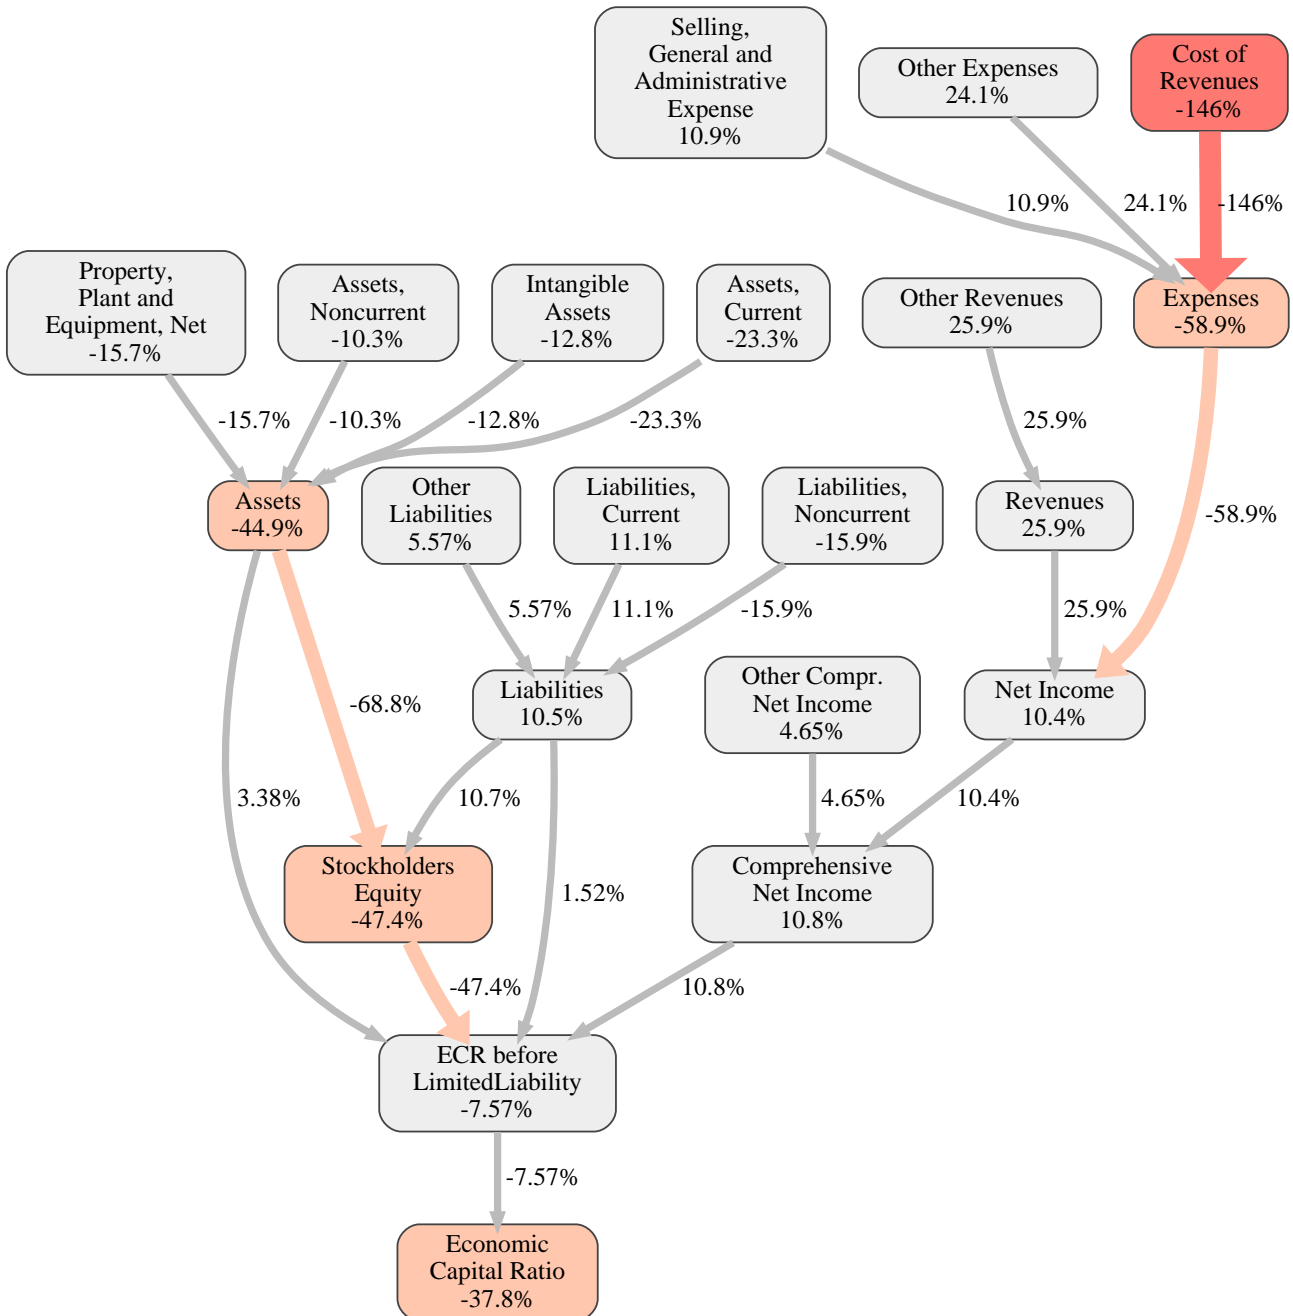 Selling,
General and
Administrative
Expense
10.9%
Other Expenses
24.1%
Cost of
Revenues
-146%
10.9%
24.1%
-146%
Property,
Plant and
Equipment, Net
-15.7%
Assets,
Noncurrent
-10.3%
Intangible
Assets
-12.8%
Assets,
Current
-23.3%
Other Revenues
25.9%
Expenses
-58.9%
-15.7%
-10.3%
-12.8%
-23.3%
25.9%
Assets
-44.9%
Other
Liabilities
5.57%
Liabilities,
Current
11.1%
Liabilities,
Noncurrent
-15.9%
Revenues
25.9%
-58.9%
5.57%
11.1%
-15.9%
25.9%
-68.8%
Liabilities
10.5%
Other Compr.
Net Income
4.65%
Net Income
10.4%
3.38%
10.7%
4.65%
10.4%
Stockholders
Equity
-47.4%
1.52%
Comprehensive
Net Income
10.8%
-47.4%
10.8%
ECR before
LimitedLiability
-7.57%
-7.57%
Economic
Capital Ratio
-37.8%